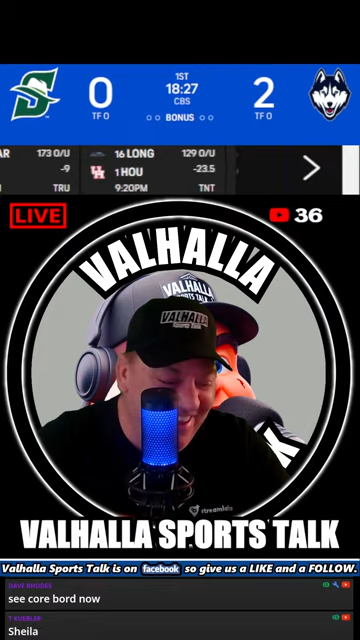 0
TF 0
1ST
18:27
CBS
BONUS
2
TF 0
AR 173 O/U
-9
TRU
16 LONG 129 O/U
1 HOU -23.5
9:20PM TNT
LIVE
36
VALHALLA
VALHALLA
SPORTS TALK
VALHALLA
Sports Talk
K
streamlabs
VALHALLA SPORTS TALK
Valhalla Sports Talk is on facebook so give us a LIKE and a FOLLOW.
DAVE RHODES
see core bord now
T KUEBLER
Sheila